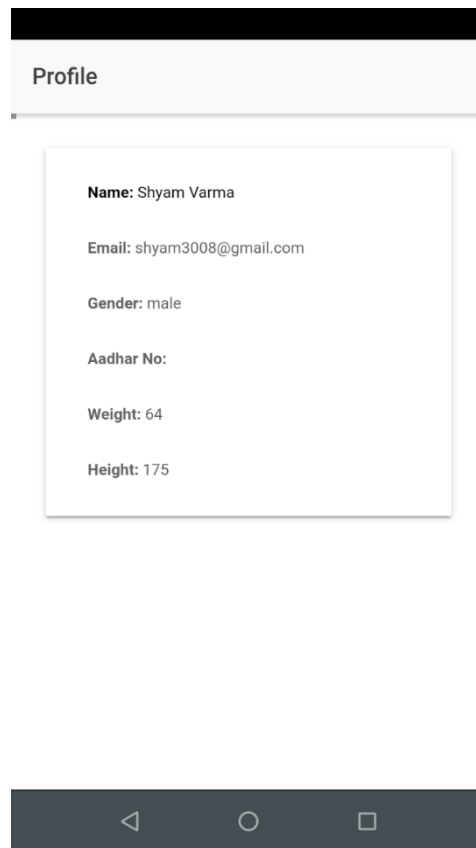 Profile
Name: Shyam Varma
Email: shyam3008@gmail.com
Gender: male
Aadhar No:
Weight: 64
Height: 175